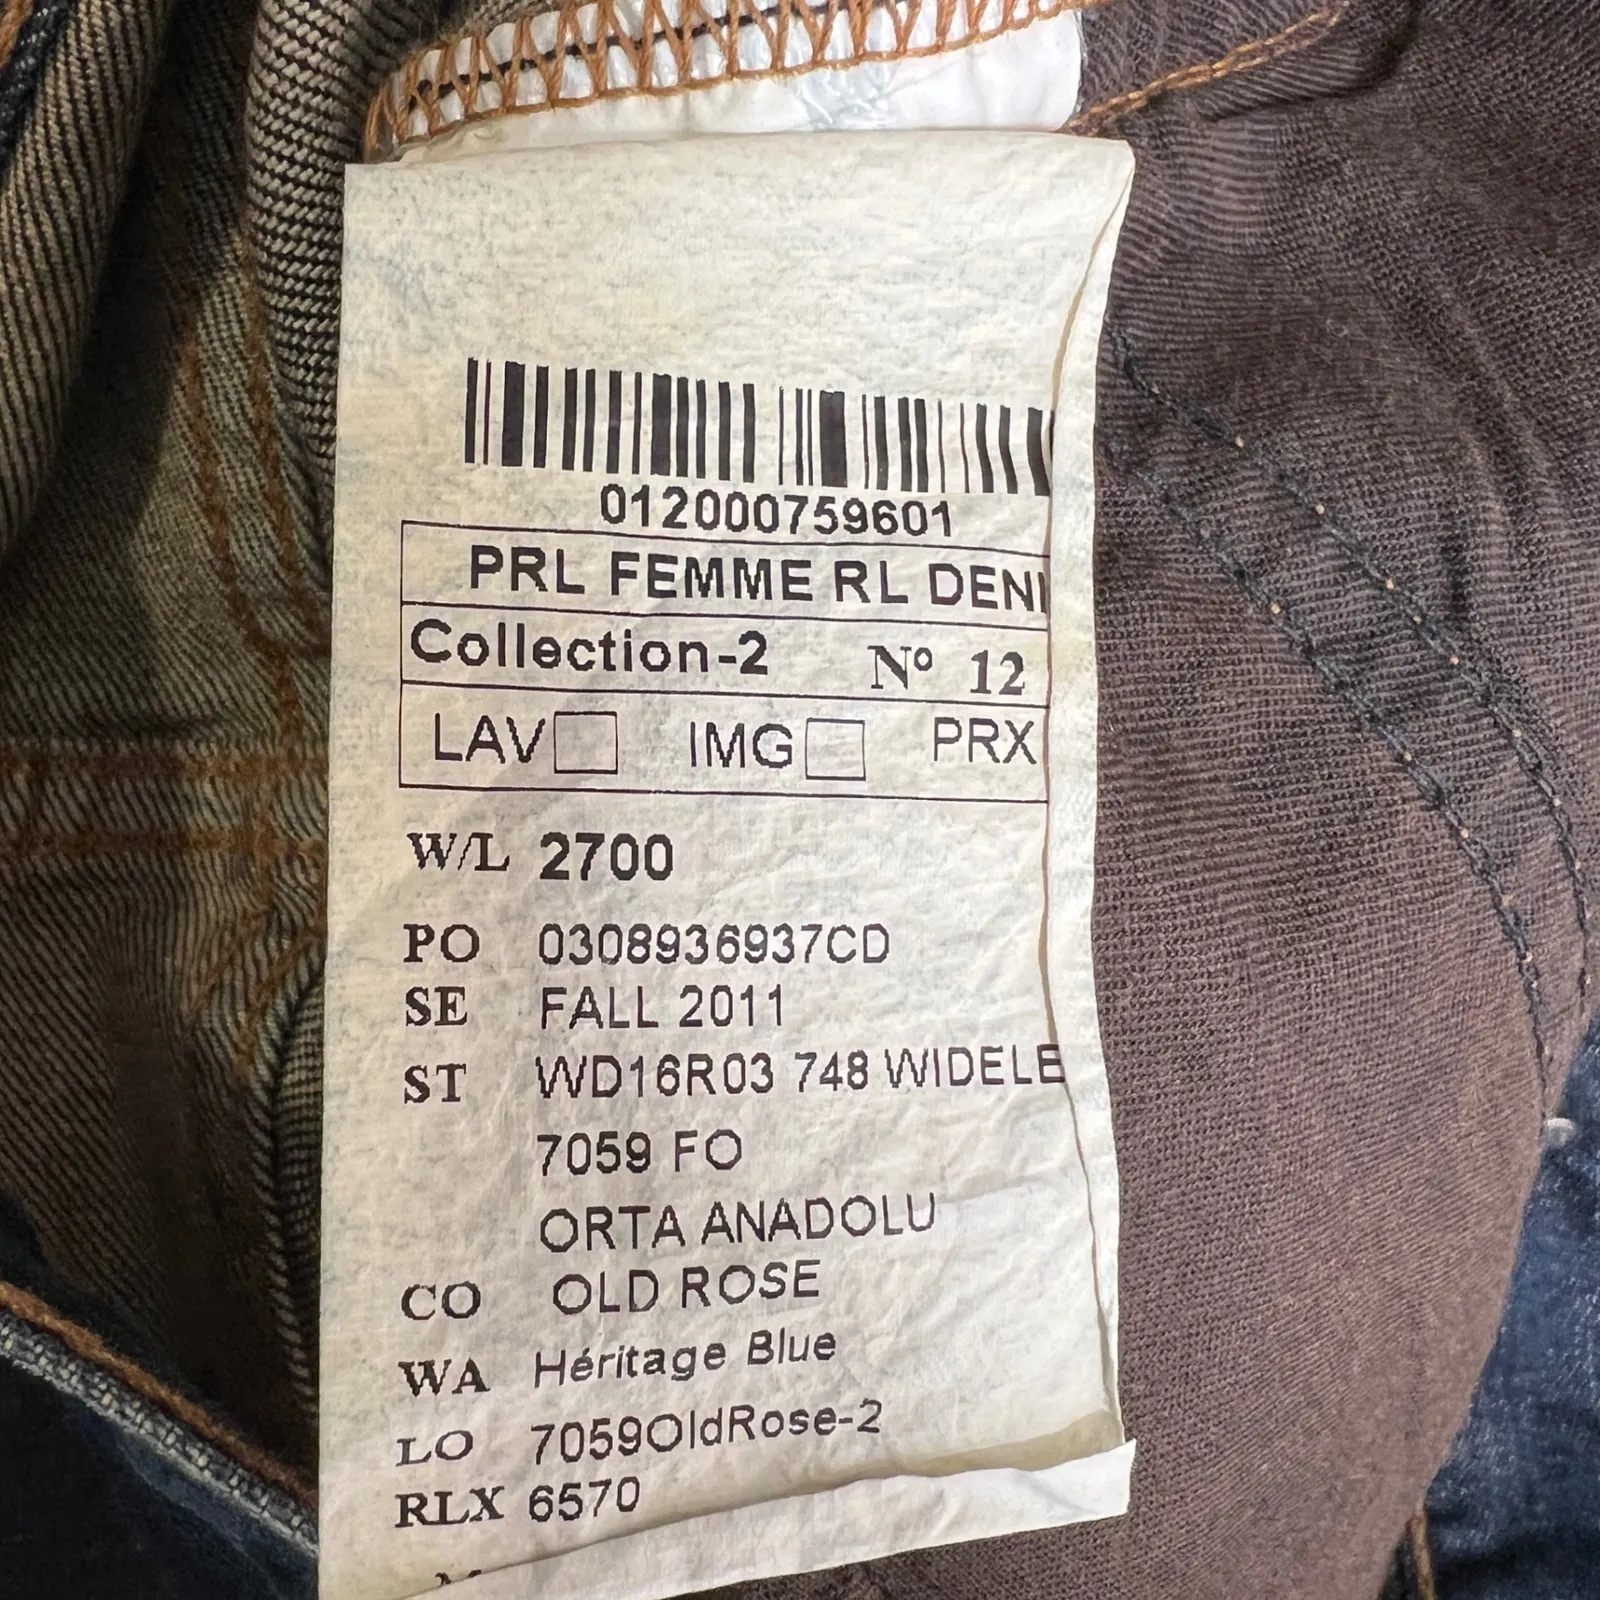 012000759601
PRL FEMME RL DENI
Collection-2 Nº 12
LAV IMG PRX
W/L 2700
PO 0308936937CD
SE FALL 2011
ST WD16R03 748 WIDELE
7059 FO
ORTA ANADOLU
CO OLD ROSE
WA Héritage Blue
LO 7059OldRose-2
RLX 6570